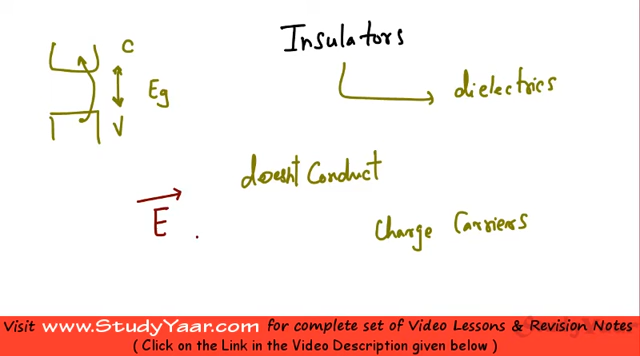 Insulators
C
Eg
V
dielectrics
doesn't Conduct
E
Charge Carriers
Visit www.StudyYaar.com for complete set of Video Lessons & Revision Notes
( Click on the Link in the Video Description given below )